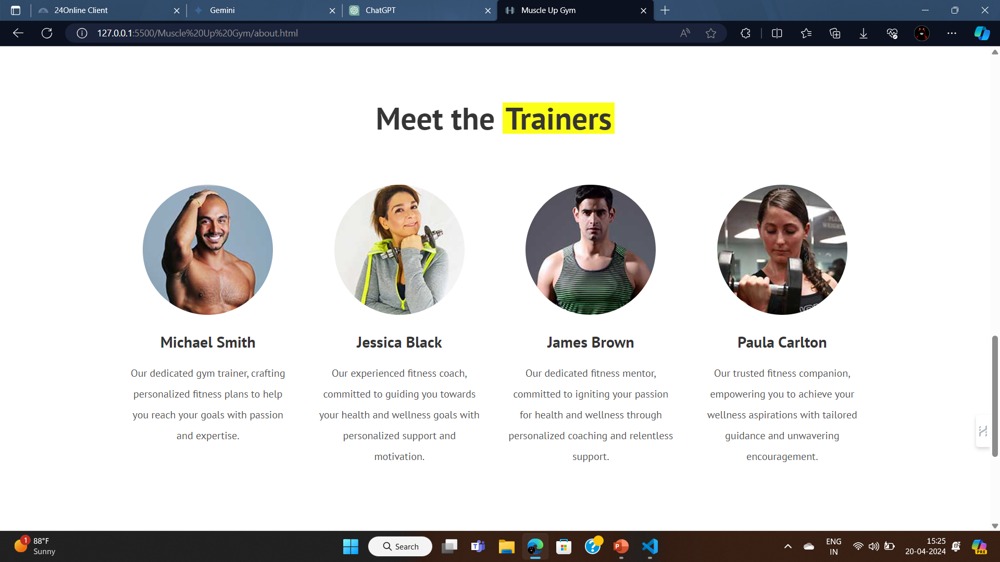 24Online Client
Gemini
ChatGPT
Muscle Up Gym
127.0.0.1:5500/Muscle%20Up%20Gym/about.html
Meet the Trainers
Michael Smith
Our dedicated gym trainer, crafting
personalized fitness plans to help
you reach your goals with passion
and expertise.
Jessica Black
Our experienced fitness coach,
committed to guiding you towards
your health and wellness goals with
personalized support and
motivation.
James Brown
Our dedicated fitness mentor,
committed to igniting your passion
for health and wellness through
personalized coaching and relentless
support.
Paula Carlton
Our trusted fitness companion,
empowering you to achieve your
wellness aspirations with tailored
guidance and unwavering
encouragement.
1
88°F
Sunny
Search
ENG
IN
15:25
20-04-2024
PRE